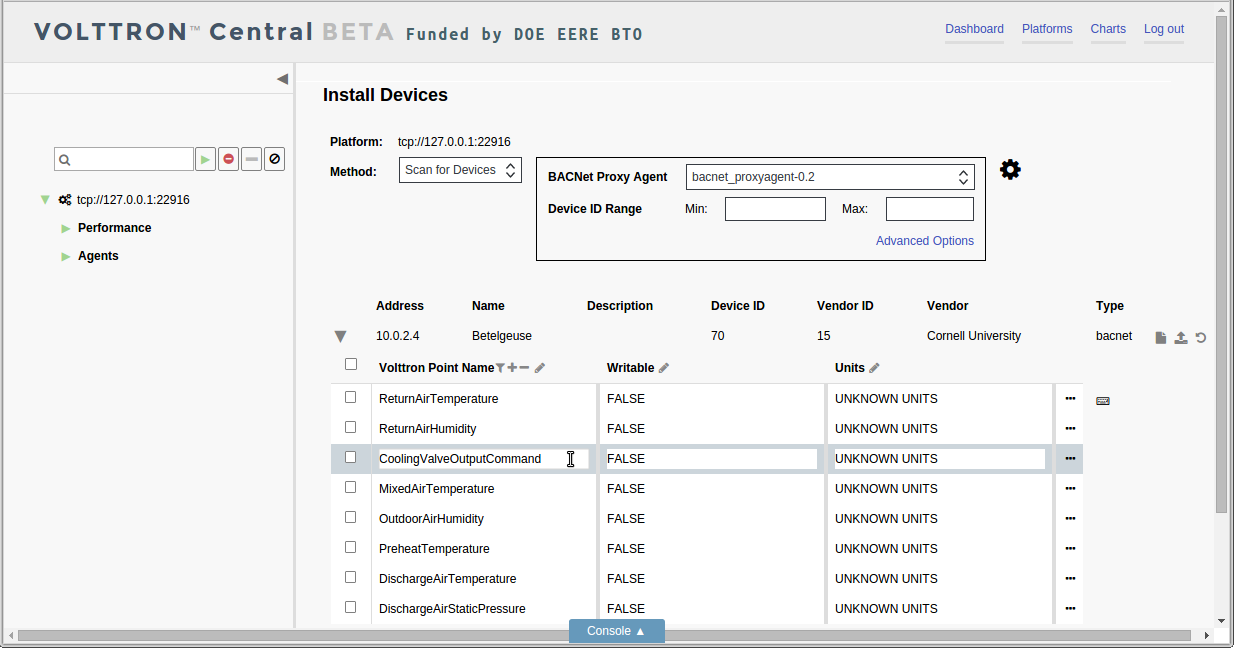 VOLTTRON™ Central BETA Funded by DOE EERE BTO
Dashboard Platforms Charts Log out
Install Devices
Platform: tcp://127.0.0.1:22916
Method: Scan for Devices
BACNet Proxy Agent bacnet_proxyagent-0.2
Device ID Range Min: Max:
Advanced Options
tcp://127.0.0.1:22916
Performance
Agents
Address Name Description Device ID Vendor ID Vendor Type
10.0.2.4 Betelgeuse 70 15 Cornell University bacnet
Volttron Point Name Writable Units
ReturnAirTemperature FALSE UNKNOWN UNITS
ReturnAirHumidity FALSE UNKNOWN UNITS
CoolingValveOutputCommand FALSE UNKNOWN UNITS
MixedAirTemperature FALSE UNKNOWN UNITS
OutdoorAirHumidity FALSE UNKNOWN UNITS
PreheatTemperature FALSE UNKNOWN UNITS
DischargeAirTemperature FALSE UNKNOWN UNITS
DischargeAirStaticPressure FALSE UNKNOWN UNITS
Console ▲